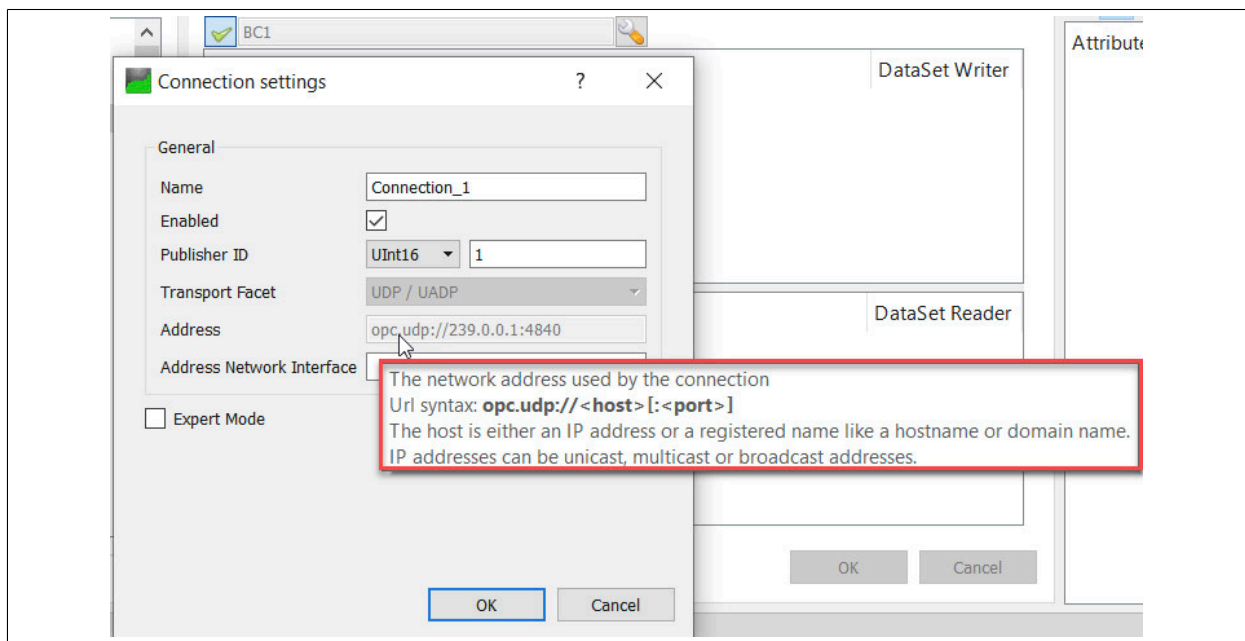 BC1
Attribute
DataSet Writer
Connection settings
?
General
Name
Connection_1
Enabled
Publisher ID
UInt16
1
Transport Facet
UDP / UADP
DataSet Reader
Address
opc.udp://239.0.0.1:4840
Address Network Interface
The network address used by the connection
Url syntax: opc.udp://<host>[:<port>]
The host is either an IP address or a registered name like a hostname or domain name.
IP addresses can be unicast, multicast or broadcast addresses.
Expert Mode
OK
Cancel
OK
Cancel